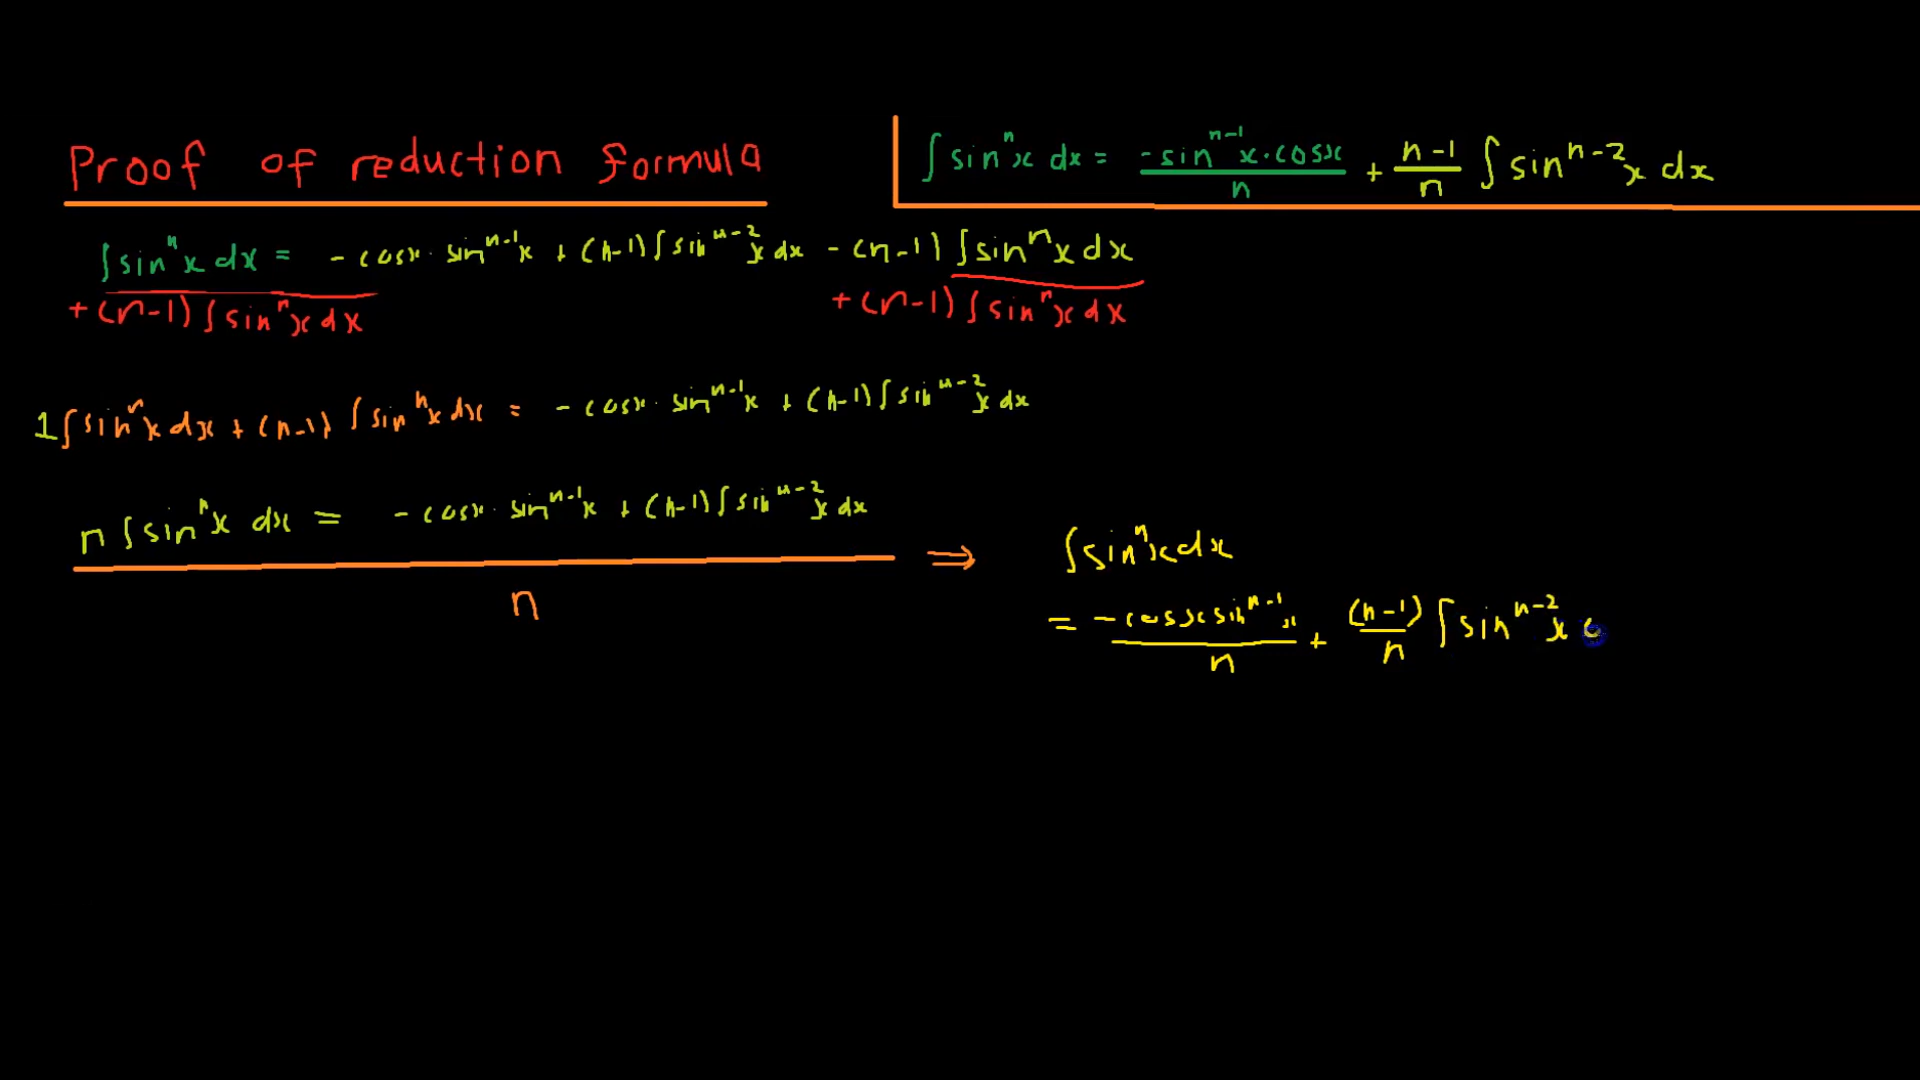 Proof of reduction formula
∫ sinⁿx dx = (-sinⁿ⁻¹x·cosx)/n + (n-1)/n ∫ sinⁿ⁻²x dx
∫ sinⁿx dx = -cosx·sinⁿ⁻¹x + (n-1)∫ sinⁿ⁻²x dx - (n-1) ∫ sinⁿx dx
+(n-1) ∫ sinⁿx dx +(n-1) ∫ sinⁿx dx
1∫ sinⁿx dx + (n-1) ∫ sinⁿx dx = -cosx·sinⁿ⁻¹x + (n-1)∫ sinⁿ⁻²x dx
n ∫ sinⁿx dx = -cosx·sinⁿ⁻¹x + (n-1)∫ sinⁿ⁻²x dx
n
⇒ ∫ sinⁿx dx
= (-cosx sinⁿ⁻¹x)/n + (n-1)/n ∫ sinⁿ⁻²x